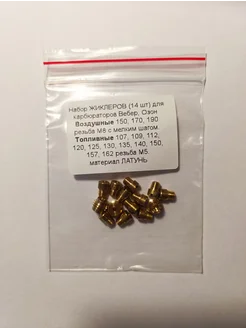 Набор ЖИКЛЕРОВ (14 шт) для
карбюраторов Вебер, Озон
Воздушные 150, 170, 190
резьба М6 с мелким шагом.
Топливные 107, 109, 112,
120, 125, 130, 135, 140, 150,
157, 162 резьба М5.
материал ЛАТУНЬ